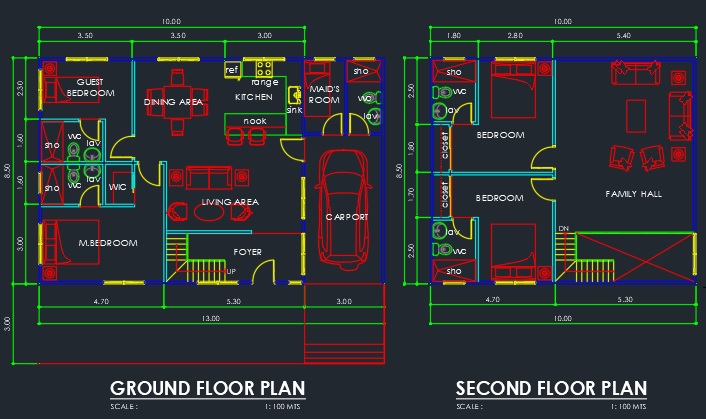 10.00
3.50
3.50
3.00
GUEST
BEDROOM
DINING AREA
ref
range
KITCHEN
snk
nook
MAID'S
ROOM
sho
wc
lav
2.30
1.60
1.60
3.00
8.50
3.00
sho
wc
lav
sho
wc
lav
WIC
LIVING AREA
CARPORT
M.BEDROOM
FOYER
UP
4.70
5.30
3.00
13.00
GROUND FLOOR PLAN
SCALE :
1: 100 MTS
10.00
1.80
2.80
5.40
sho
wc
lav
BEDROOM
closet
closet
BEDROOM
FAMILY HALL
lav
wc
sho
DN
2.50
1.80
1.70
2.50
8.50
4.70
5.30
10.00
SECOND FLOOR PLAN
SCALE :
1: 100 MTS